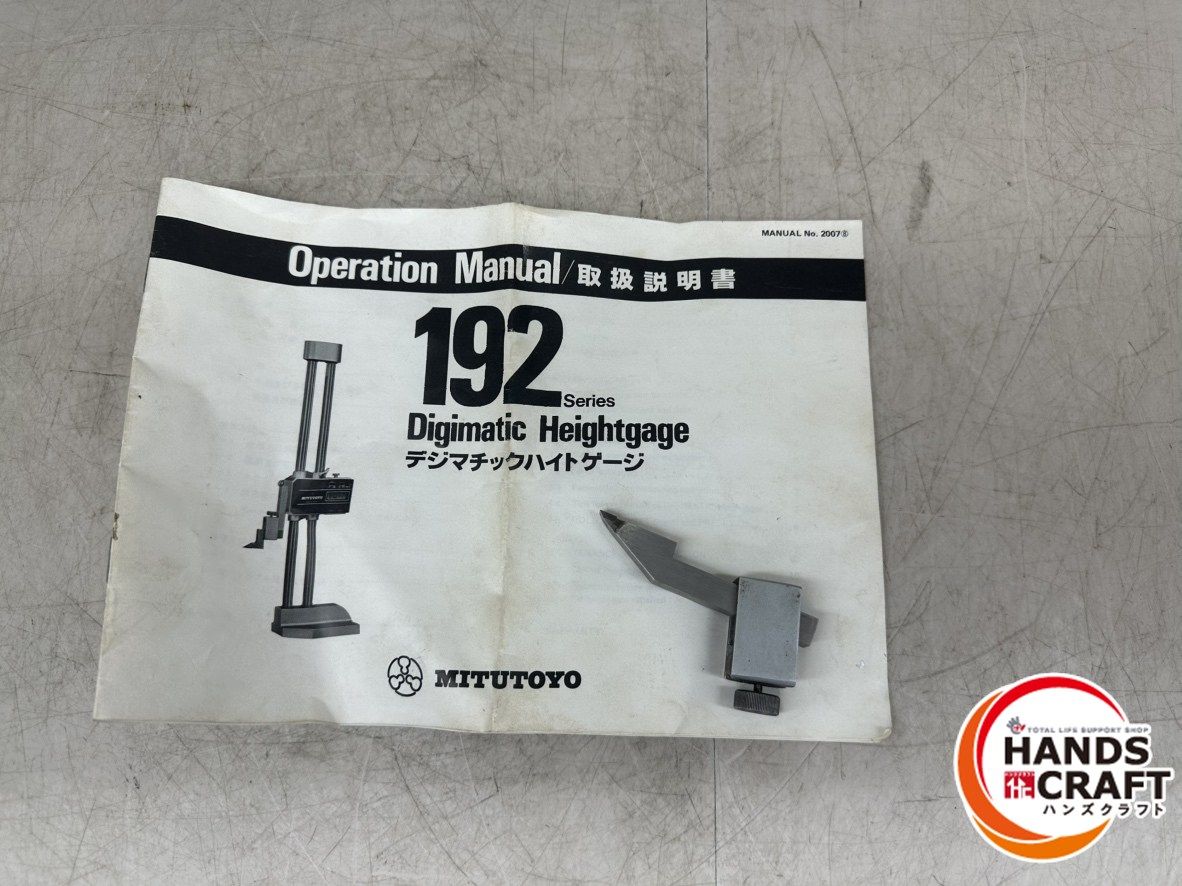 MANUAL No. 2007⑧
Operation Manual/取扱説明書
192 Series
Digimatic Heightgage
デジマチックハイトゲージ
MITUTOYO
MITUTOYO
TOTAL LIFE SUPPORT SHOP
HANDS
CRAFT
ハンズクラフト